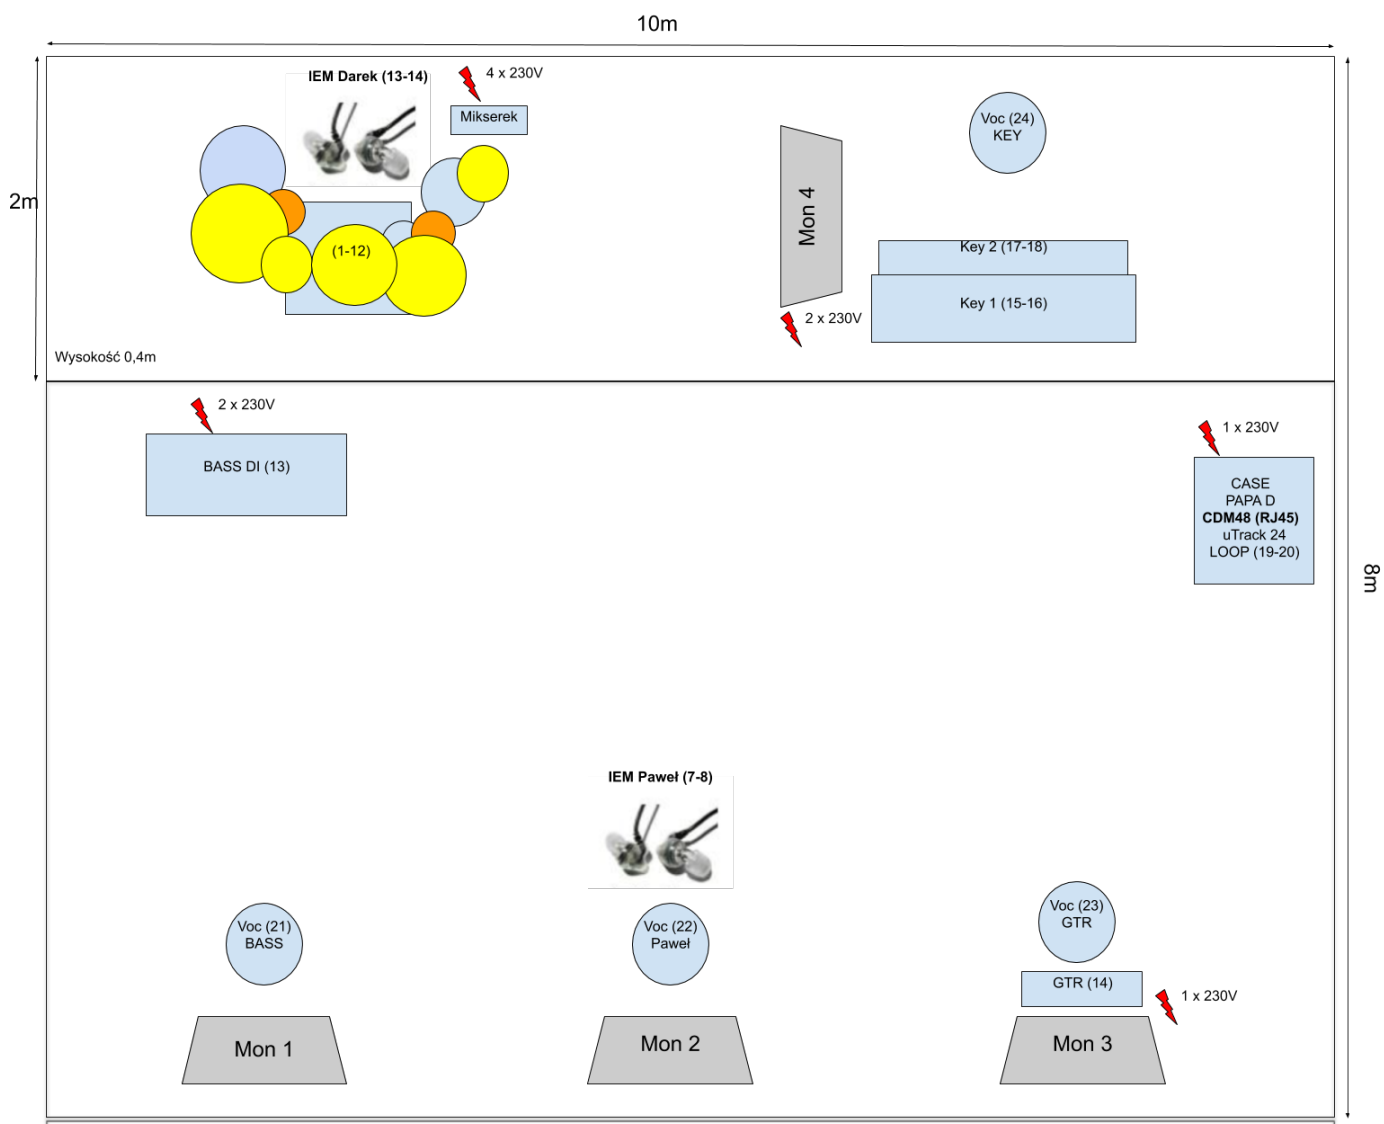 10m
IEM Darek (13-14)
4 x 230V
Mikserek
Voc (24)
KEY
2m
Mon 4
(1-12)
Key 2 (17-18)
Key 1 (15-16)
2 x 230V
Wysokość 0,4m
2 x 230V
BASS DI (13)
1 x 230V
CASE
PAPA D
CDM48 (RJ45)
uTrack 24
LOOP (19-20)
8m
IEM Paweł (7-8)
Voc (21)
BASS
Voc (22)
Paweł
Voc (23)
GTR
GTR (14)
1 x 230V
Mon 1
Mon 2
Mon 3